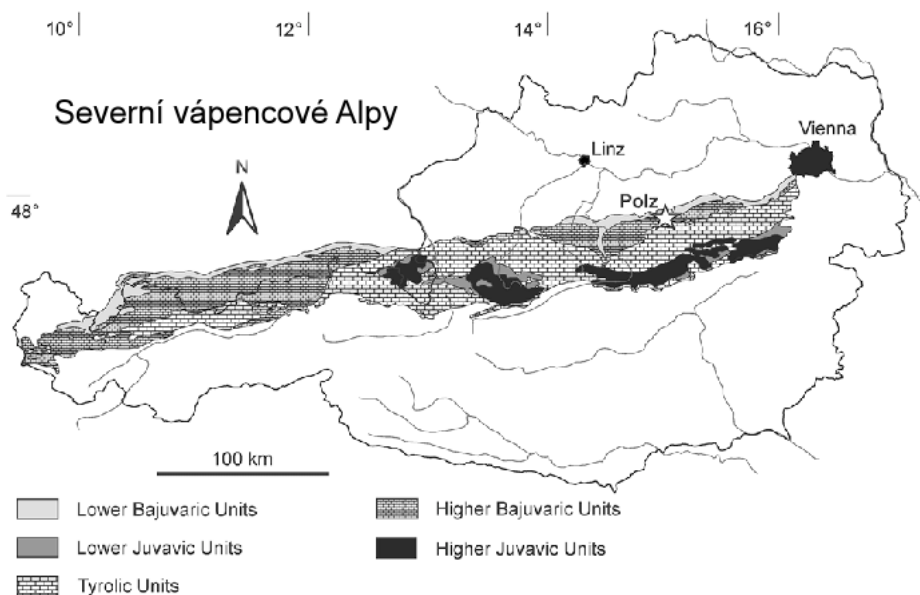 10°
12°
14°
16°
Severní vápencové Alpy
Vienna
Linz
N
Polz
48°
100 km
Lower Bajuvaric Units
Higher Bajuvaric Units
Lower Juvavic Units
Higher Juvavic Units
Tyrolic Units